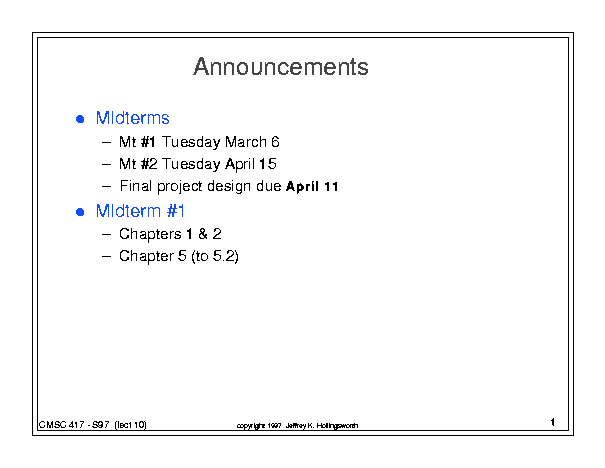 Announcements
● MIdterms
– Mt #1 Tuesday March 6
– Mt #2 Tuesday April 15
– Final project design due April 11
● MIdterm #1
– Chapters 1 & 2
– Chapter 5 (to 5.2)
CMSC 417 - S97 (lect 10) copyright 1997 Jeffrey K. Hollingsworth 1